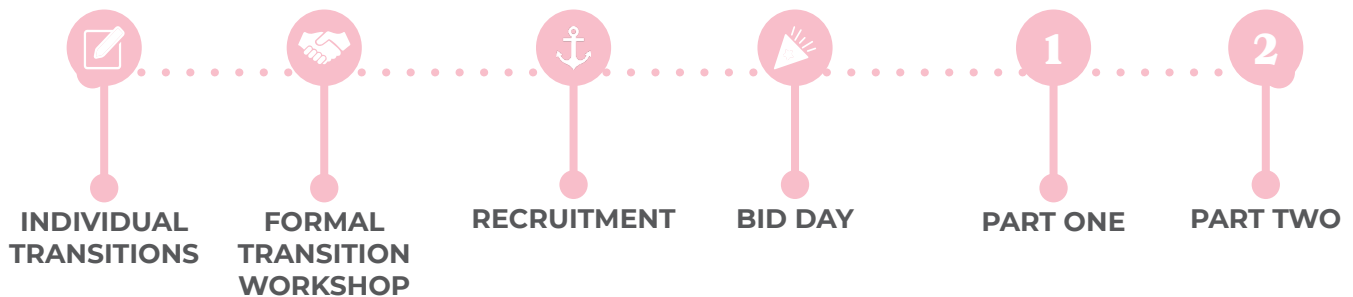 1
2
INDIVIDUAL
TRANSITIONS
FORMAL
TRANSITION
WORKSHOP
RECRUITMENT
BID DAY
PART ONE
PART TWO